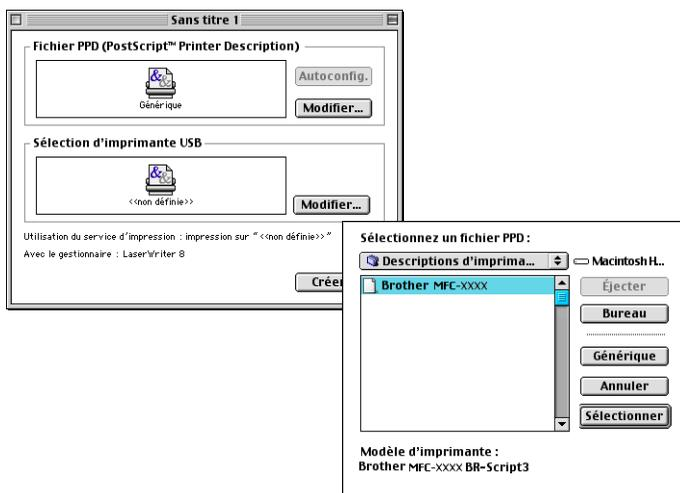 Sans titre 1
Fichier PPD (PostScript™ Printer Description)
Générique
Autoconfig.
Modifier...
Sélection d'imprimante USB
<<non définie>>
Modifier...
Utilisation du service d'impression : impression sur "<<non définie>>"
Avec le gestionnaire : LaserWriter 8
Créer
Sélectionnez un fichier PPD :
Descriptions d'imprima...
Macintosh H...
Brother MFC-XXXX
Éjecter
Bureau
Générique
Annuler
Sélectionner
Modèle d'imprimante :
Brother MFC-XXXX BR-Script3